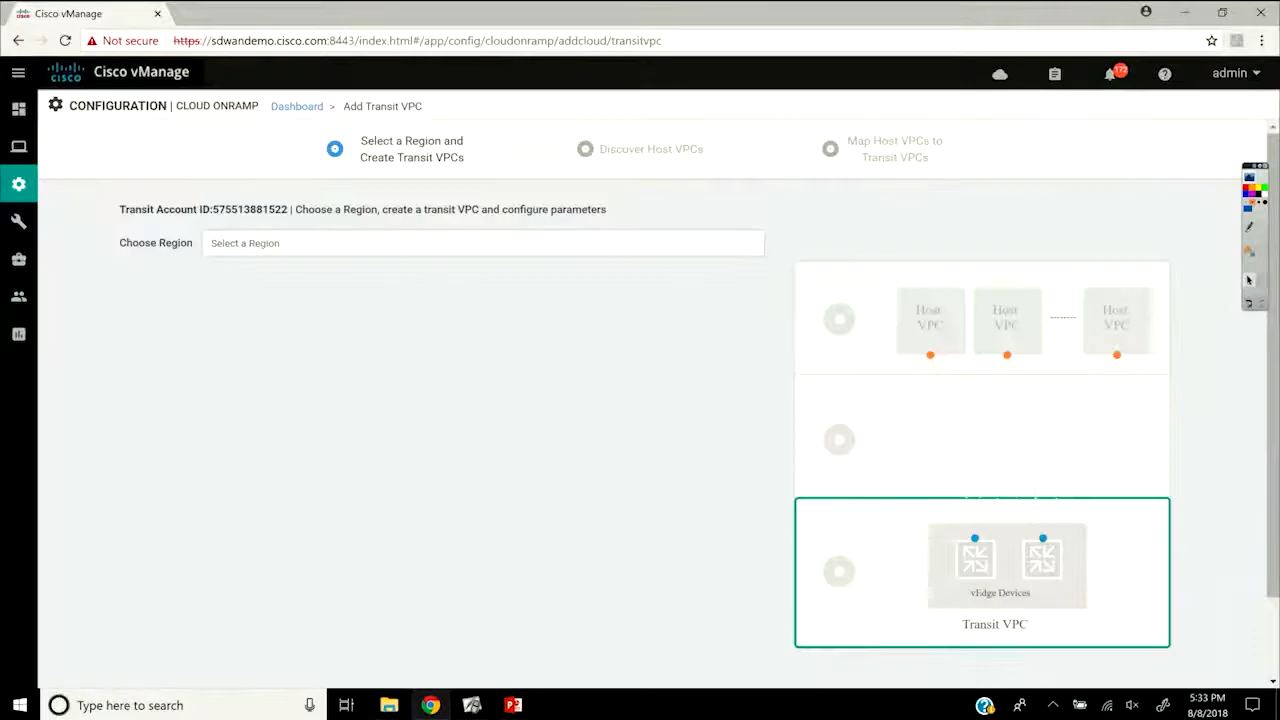 Cisco vManage
Not secure
https://sdwandemo.cisco.com:8443/index.html#/app/config/cloudonramp/addcloud/transitvpc
CISCO
Cisco vManage
172
admin
CONFIGURATION | CLOUD ONRAMP
Dashboard > Add Transit VPC
Select a Region and
Create Transit VPCs
Discover Host VPCs
Map Host VPCs to
Transit VPCs
Transit Account ID:575513881522 | Choose a Region, create a transit VPC and configure parameters
Choose Region
Select a Region
Host
VPC
Host
VPC
Host
VPC
vEdge Devices
Transit VPC
Type here to search
5:33 PM
8/8/2018